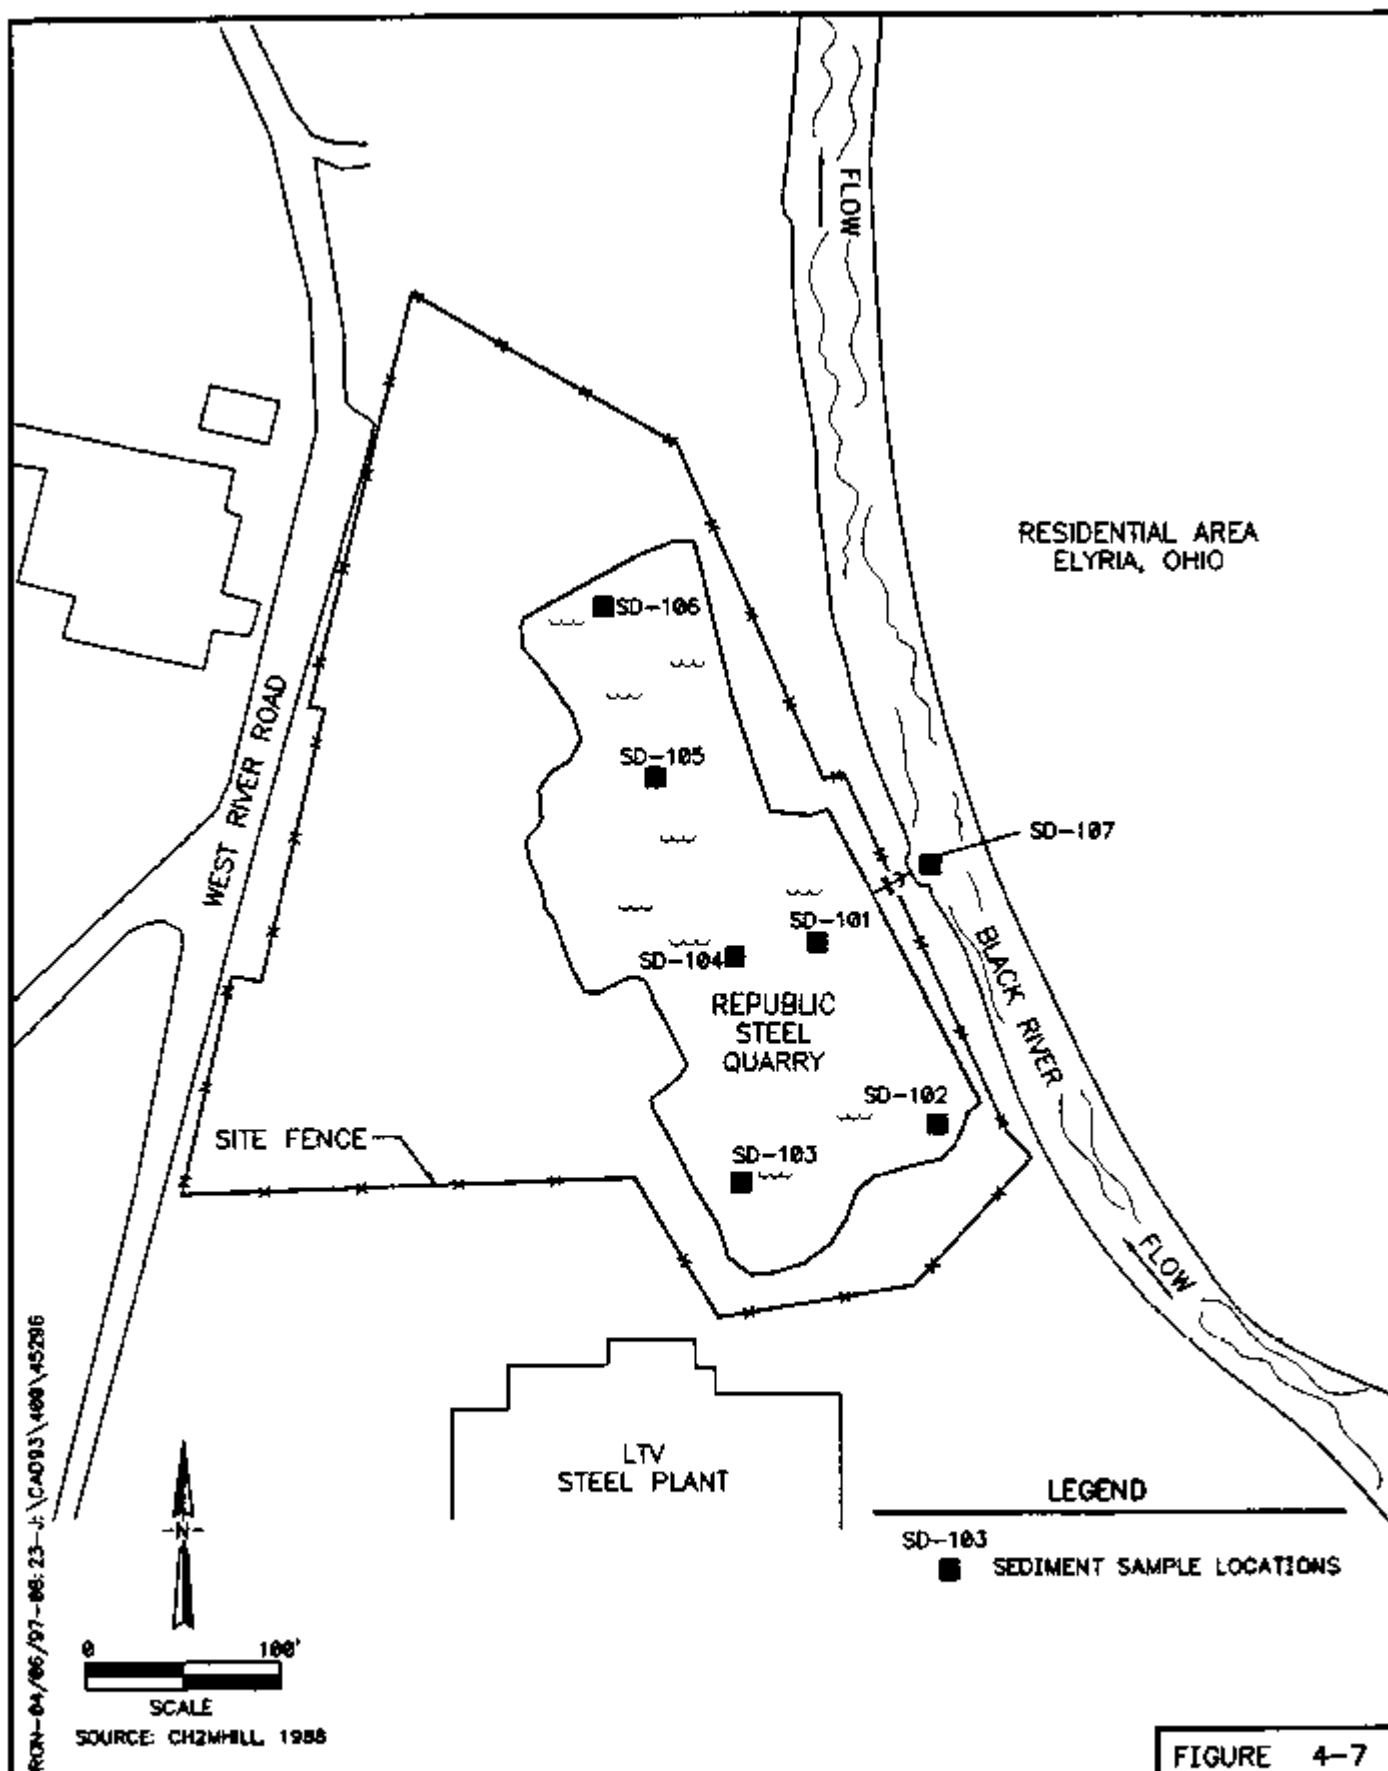 FLOW
RESIDENTIAL AREA
ELYRIA, OHIO
SD-106
SD-105
WEST RIVER ROAD
SD-107
SD-101
SD-104
BLACK RIVER
REPUBLIC
STEEL
QUARRY
SD-102
SITE FENCE
SD-103
FLOW
LTV
STEEL PLANT
LEGEND
SD-103
SEDIMENT SAMPLE LOCATIONS
N
0 100'
SCALE
SOURCE: CH2MHILL, 1988
FIGURE 4-7